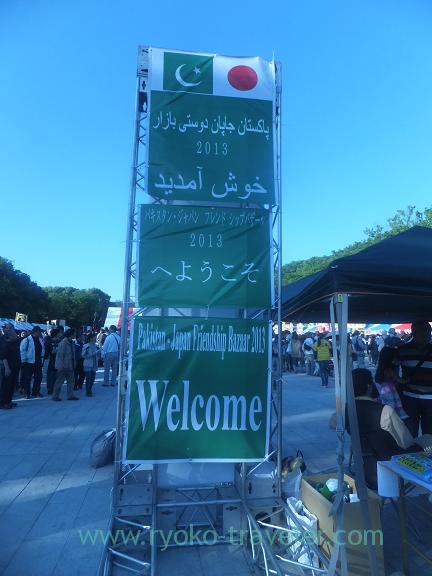 پاکستان جاپان دوستی بازار
2013
خوش آمدید
パキスタン・ジャパン フレンドシップバザール
2013
へようこそ
Pakistan - Japan Friendship Bazaar 2013
Welcome
www.ryoko-traveler.com